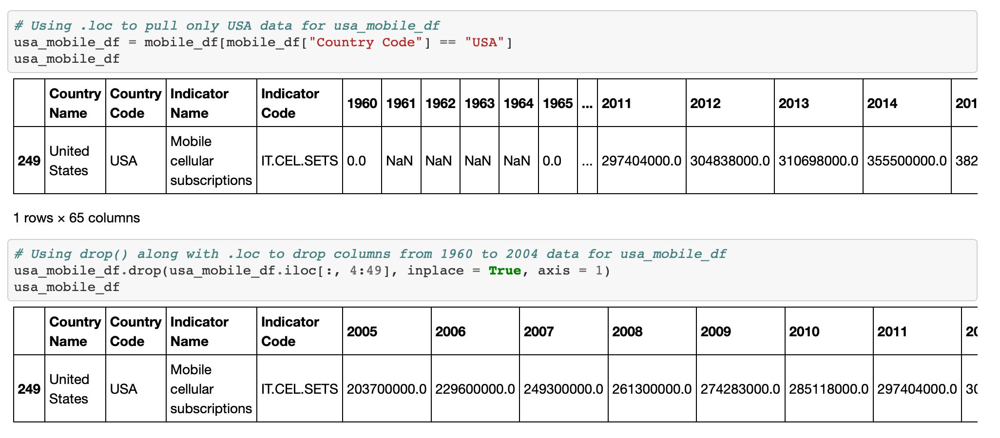 # Using .loc to pull only USA data for usa_mobile_df
usa_mobile_df = mobile_df[mobile_df["Country Code"] == "USA"]
usa_mobile_df
Country Name Country Code Indicator Name Indicator Code 1960 1961 1962 1963 1964 1965 ... 2011 2012 2013 2014 201
249 United States USA Mobile cellular subscriptions IT.CEL.SETS 0.0 NaN NaN NaN NaN 0.0 ... 297404000.0 304838000.0 310698000.0 355500000.0 382
1 rows × 65 columns
# Using drop() along with .loc to drop columns from 1960 to 2004 data for usa_mobile_df
usa_mobile_df.drop(usa_mobile_df.iloc[:, 4:49], inplace = True, axis = 1)
usa_mobile_df
Country Name Country Code Indicator Name Indicator Code 2005 2006 2007 2008 2009 2010 2011 20
249 United States USA Mobile cellular subscriptions IT.CEL.SETS 203700000.0 229600000.0 249300000.0 261300000.0 274283000.0 285118000.0 297404000.0 30